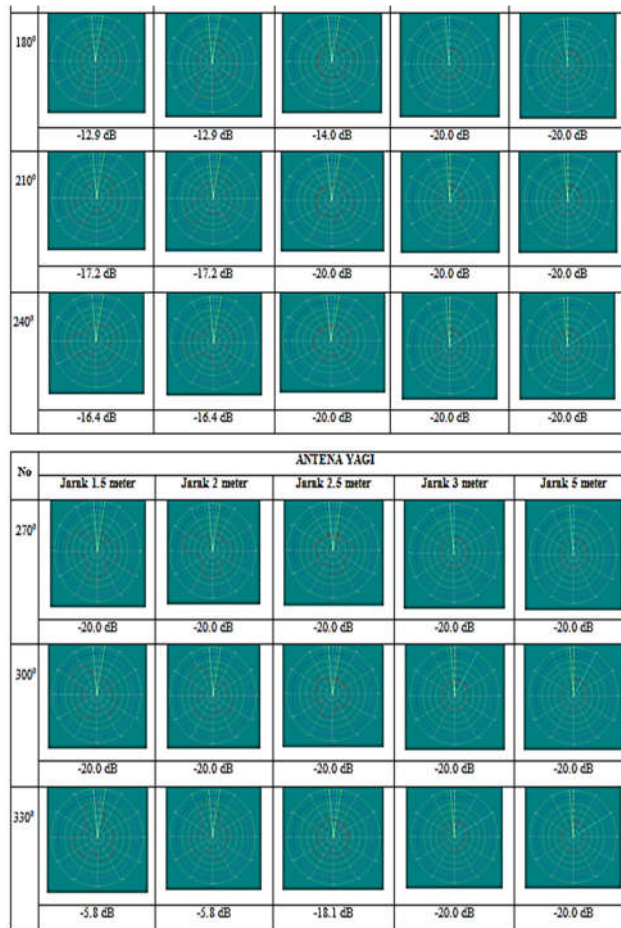 180⁰
-12.9 dB -12.9 dB -14.0 dB -20.0 dB -20.0 dB
210⁰
-17.2 dB -17.2 dB -20.0 dB -20.0 dB -20.0 dB
240⁰
-16.4 dB -16.4 dB -20.0 dB -20.0 dB -20.0 dB
No ANTENA YAGI
Jarak 1.5 meter Jarak 2 meter Jarak 2.5 meter Jarak 3 meter Jarak 5 meter
270⁰
-20.0 dB -20.0 dB -20.0 dB -20.0 dB -20.0 dB
300⁰
-20.0 dB -20.0 dB -20.0 dB -20.0 dB -20.0 dB
330⁰
-5.8 dB -5.8 dB -18.1 dB -20.0 dB -20.0 dB